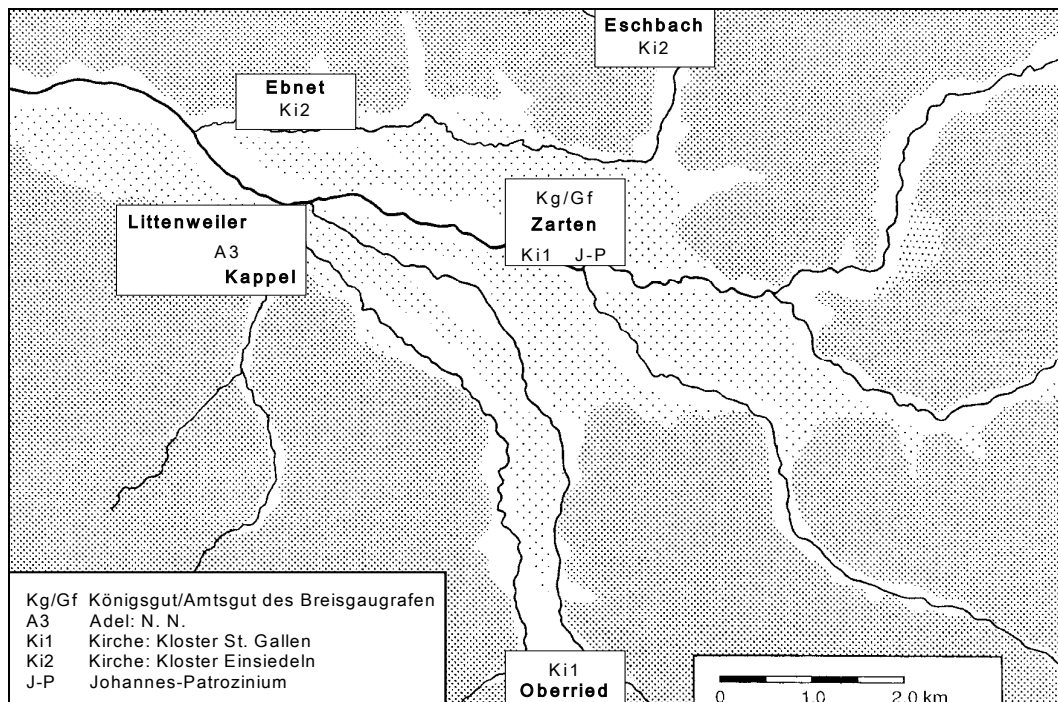 Eschbach
Ki2
Ebnet
Ki2
Kg/Gf
Zarten
Ki1 J-P
Littenweiler
A3
Kappel
Kg/Gf Königsgut/Amtsgut des Breisgaugrafen
A3 Adel: N. N.
Ki1 Kirche: Kloster St. Gallen
Ki2 Kirche: Kloster Einsiedeln
J-P Johannes-Patrozinium
Ki1
Oberried
0 1.0 2.0 km